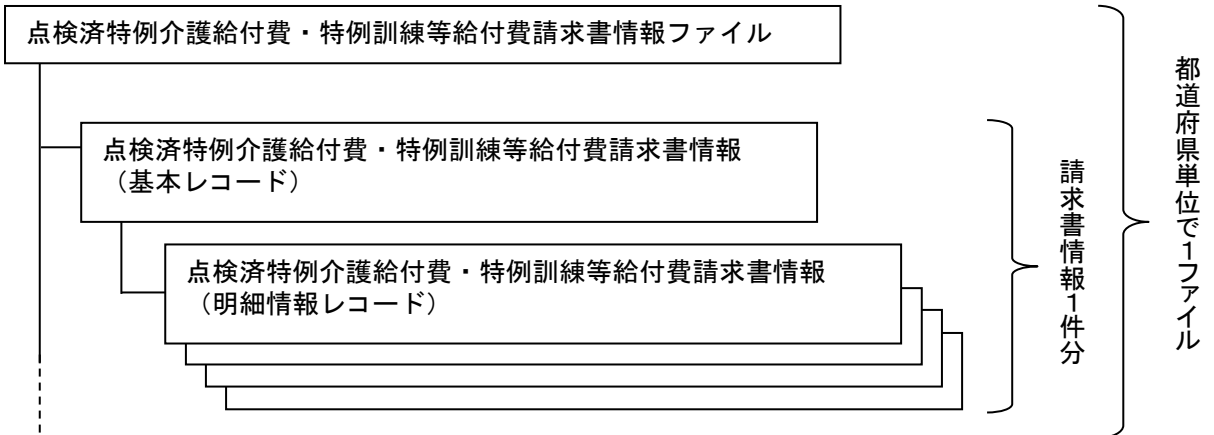 点検済特例介護給付費・特例訓練等給付費請求書情報ファイル
点検済特例介護給付費・特例訓練等給付費請求書情報
（基本レコード）
点検済特例介護給付費・特例訓練等給付費請求書情報
（明細情報レコード）
請求書情報１件分
都道府県単位で１ファイル